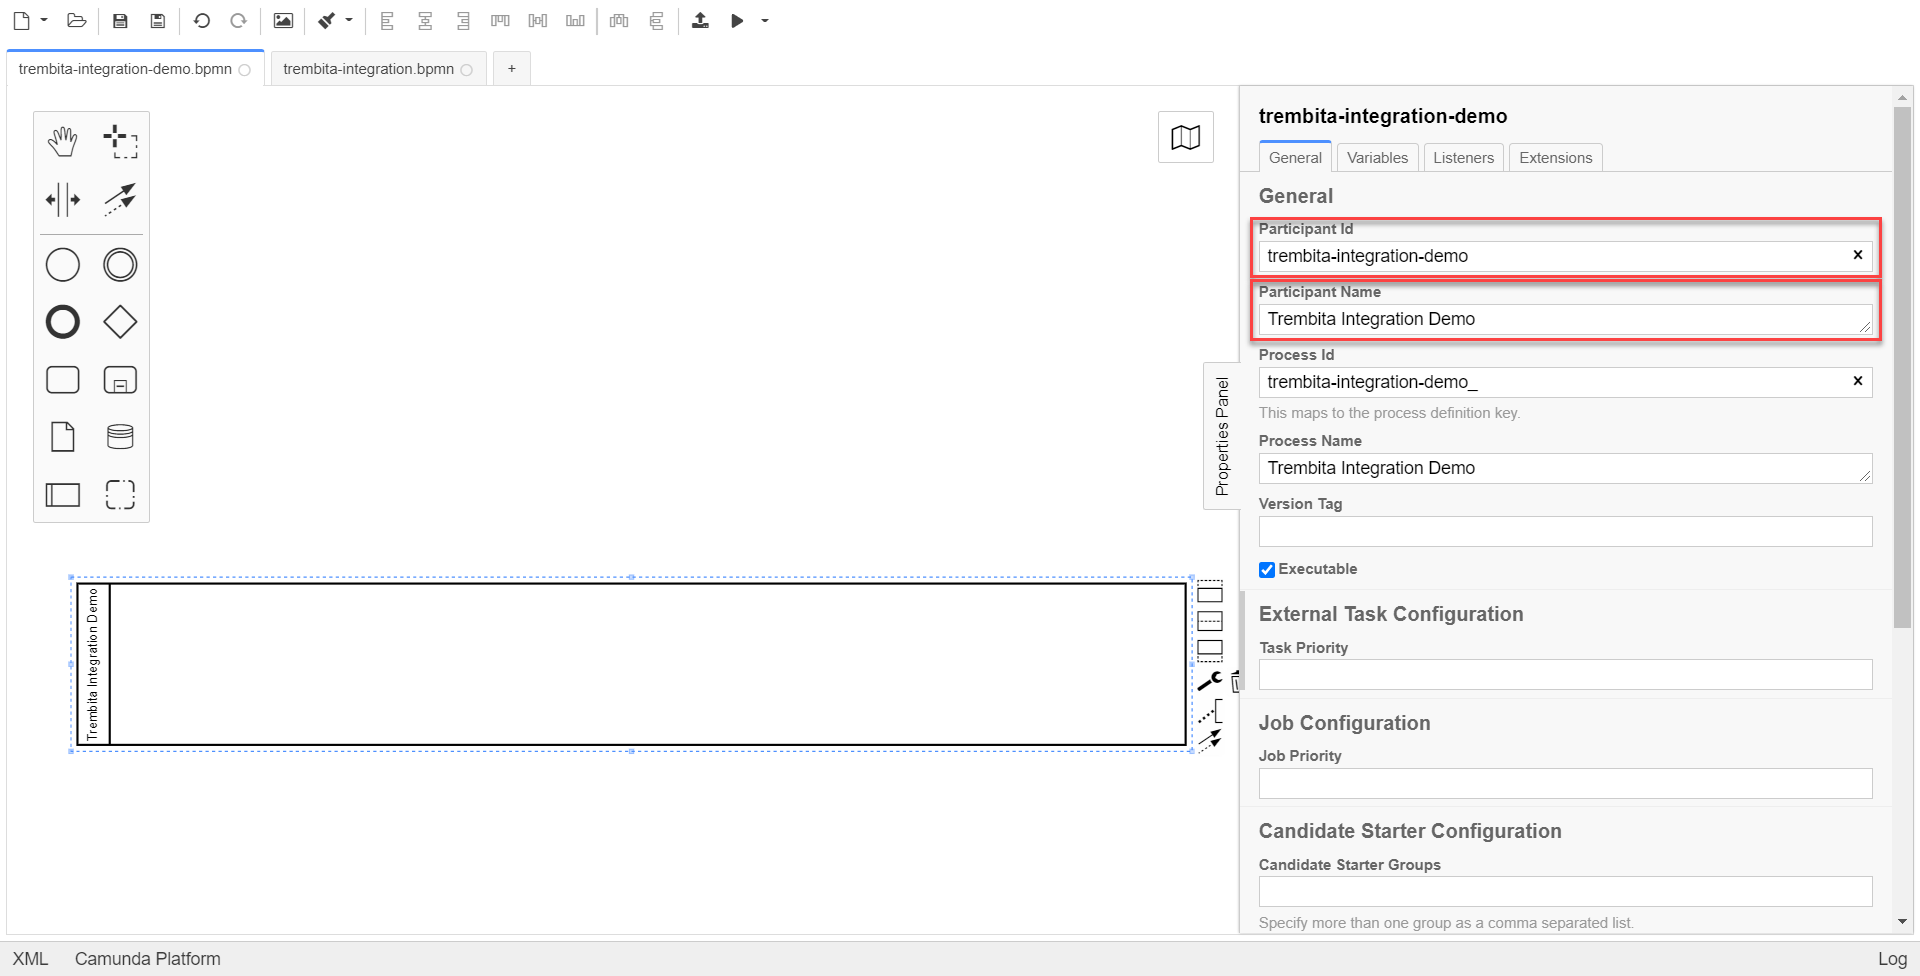 trembita-integration-demo.bpmn
trembita-integration.bpmn
+
trembita-integration-demo
General
Variables
Listeners
Extensions
General
Participant Id
trembita-integration-demo
Participant Name
Trembita Integration Demo
Process Id
trembita-integration-demo_
This maps to the process definition key.
Process Name
Trembita Integration Demo
Version Tag
Executable
External Task Configuration
Task Priority
Job Configuration
Job Priority
Candidate Starter Configuration
Candidate Starter Groups
Specify more than one group as a comma separated list.
Properties Panel
Trembita Integration Demo
XML
Camunda Platform
Log